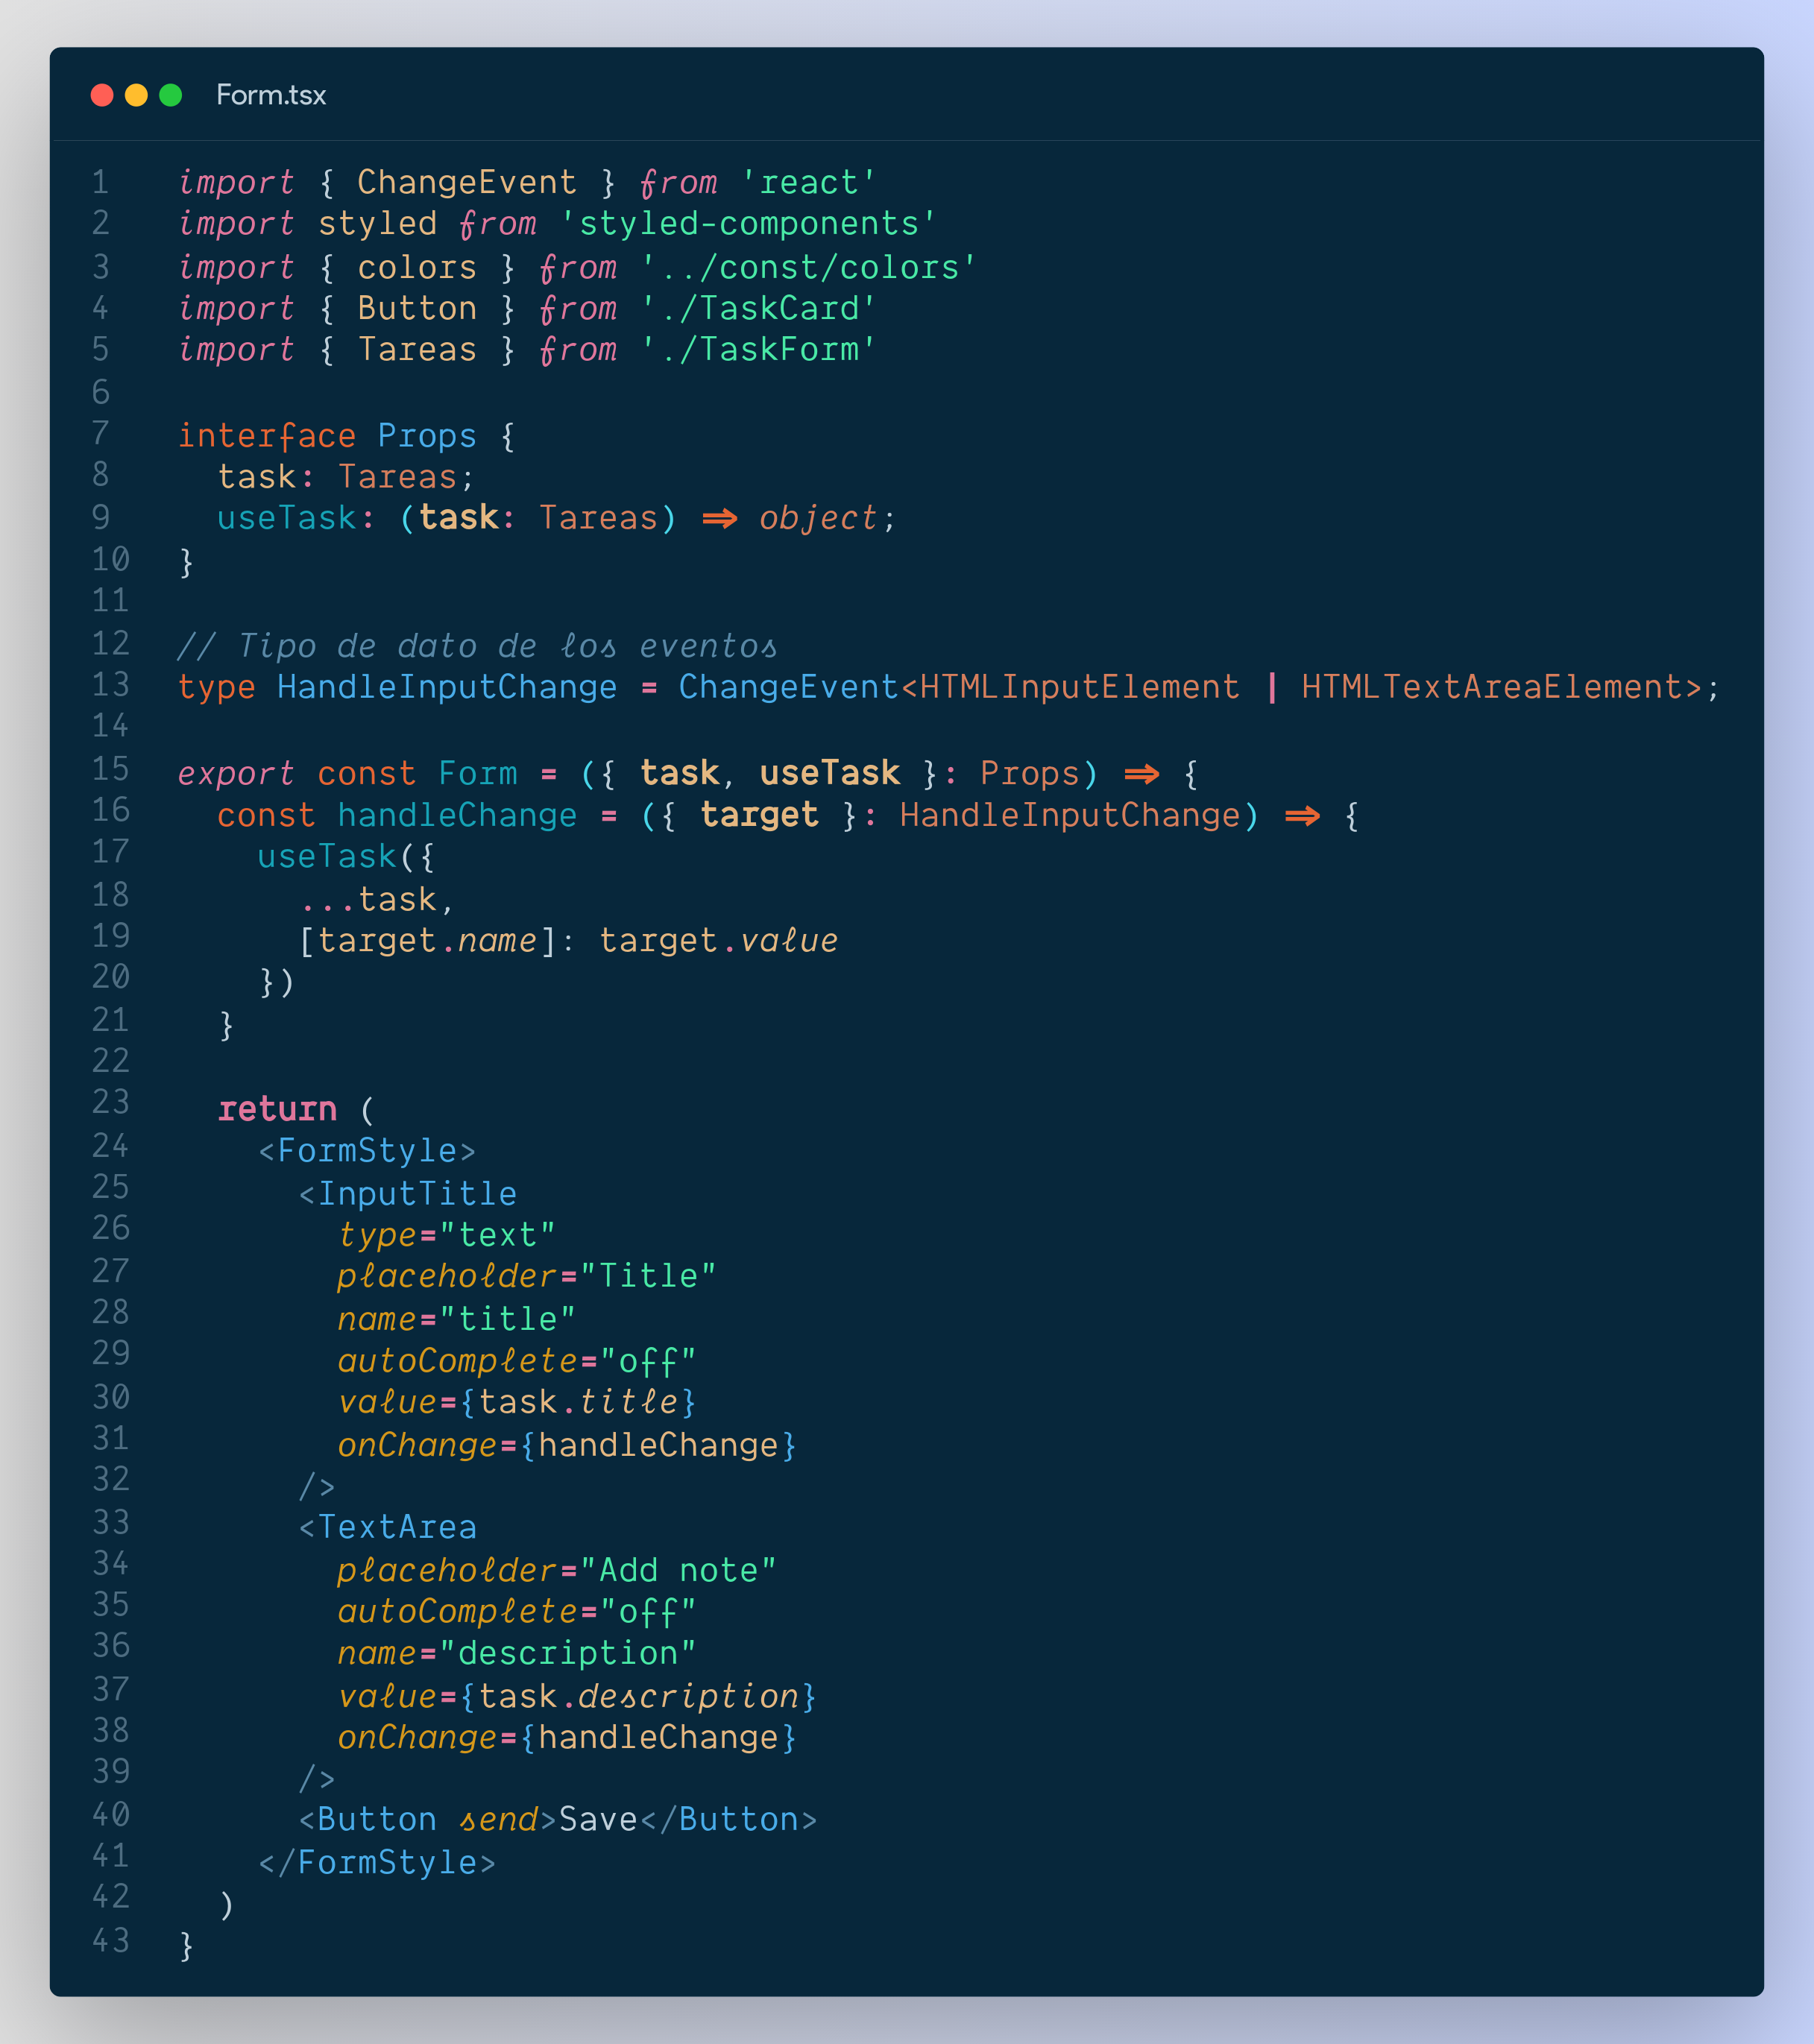 Form.tsx
1 import { ChangeEvent } from 'react'
2 import styled from 'styled-components'
3 import { colors } from '../const/colors'
4 import { Button } from './TaskCard'
5 import { Tareas } from './TaskForm'
6
7 interface Props {
8   task: Tareas;
9   useTask: (task: Tareas) => object;
10 }
11
12 // Tipo de dato de los eventos
13 type HandleInputChange = ChangeEvent<HTMLInputElement | HTMLTextAreaElement>;
14
15 export const Form = ({ task, useTask }: Props) => {
16   const handleChange = ({ target }: HandleInputChange) => {
17     useTask({
18       ...task,
19       [target.name]: target.value
20     })
21   }
22
23   return (
24     <FormStyle>
25       <InputTitle
26         type="text"
27         placeholder="Title"
28         name="title"
29         autoComplete="off"
30         value={task.title}
31         onChange={handleChange}
32       />
33       <TextArea
34         placeholder="Add note"
35         autoComplete="off"
36         name="description"
37         value={task.description}
38         onChange={handleChange}
39       />
40       <Button send>Save</Button>
41     </FormStyle>
42   )
43 }